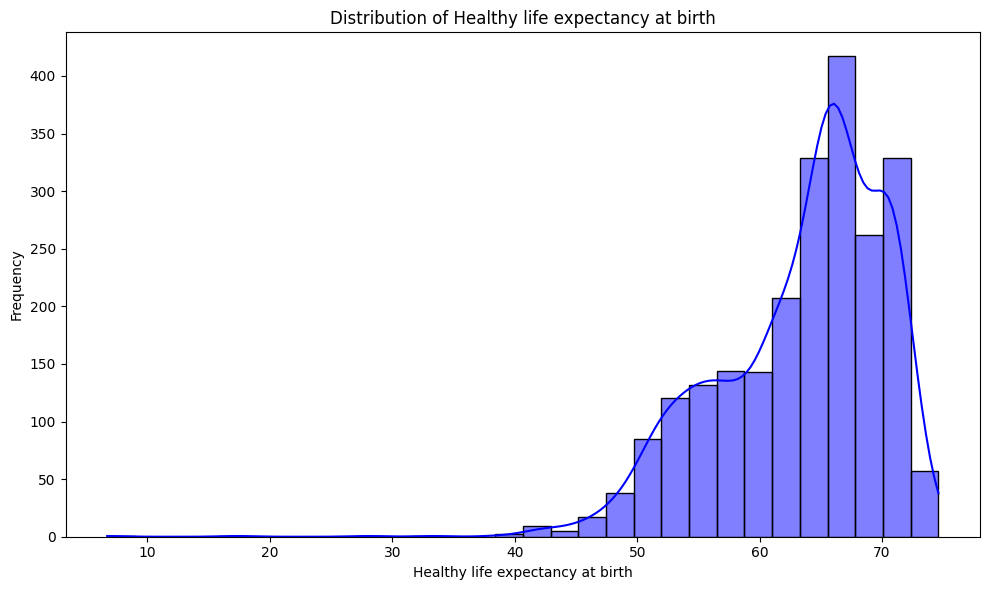 Distribution of Healthy life expectancy at birth
Frequency
400
350
300
250
200
150
100
50
0
10 20 30 40 50 60 70
Healthy life expectancy at birth